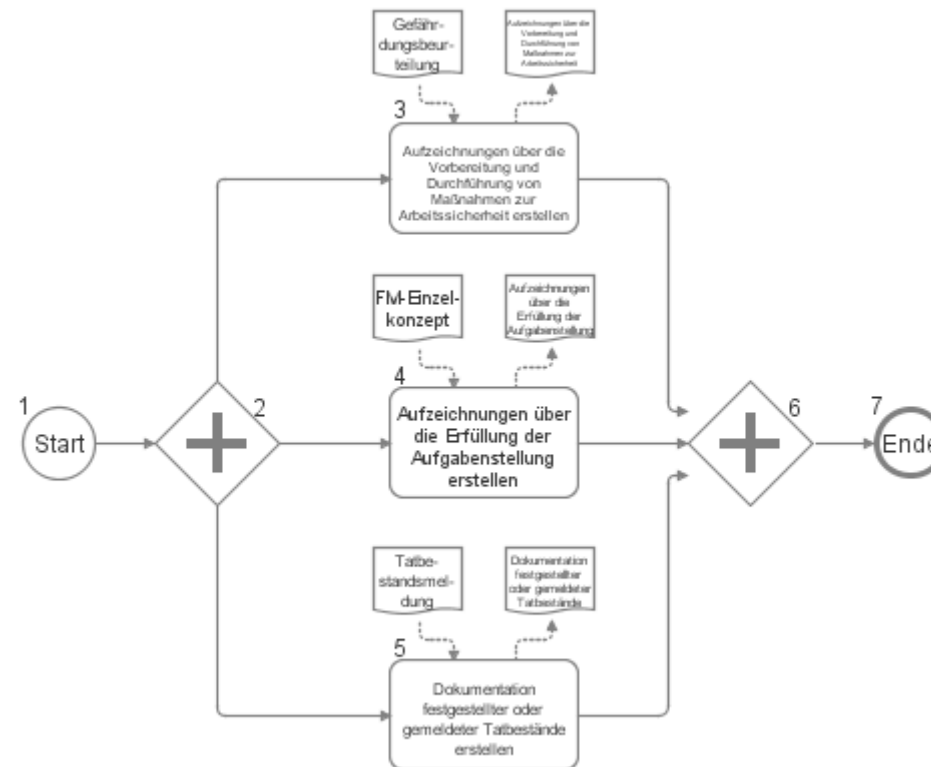 Gefähr-
dungsbeur-
teilung
Aufzeichnungen über die
Vorbereitung und
Durchführung von
Maßnahmen zur
Arbeitssicherheit
3
Aufzeichnungen über die
Vorbereitung und
Durchführung von
Maßnahmen zur
Arbeitssicherheit erstellen
FM-Einzel-
konzept
Aufzeichnungen
über die
Erfüllung der
Aufgabenstellung
4
Aufzeichnungen über
die Erfüllung der
Aufgabenstellung
erstellen
1
Start
2
6
7
Ende
Tatbe-
standsmel-
dung
Dokumentation
festgestellter
oder gemeldeter
Tatbestände
5
Dokumentation
festgestellter oder
gemeldeter Tatbestände
erstellen